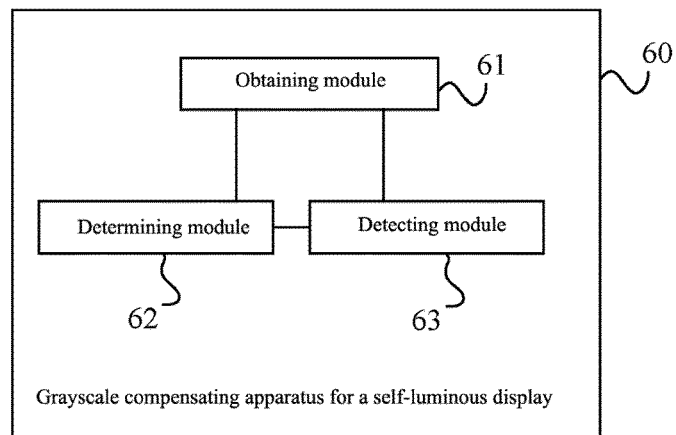 Obtaining module
61
60
Determining module
Detecting module
62
63
Grayscale compensating apparatus for a self-luminous display